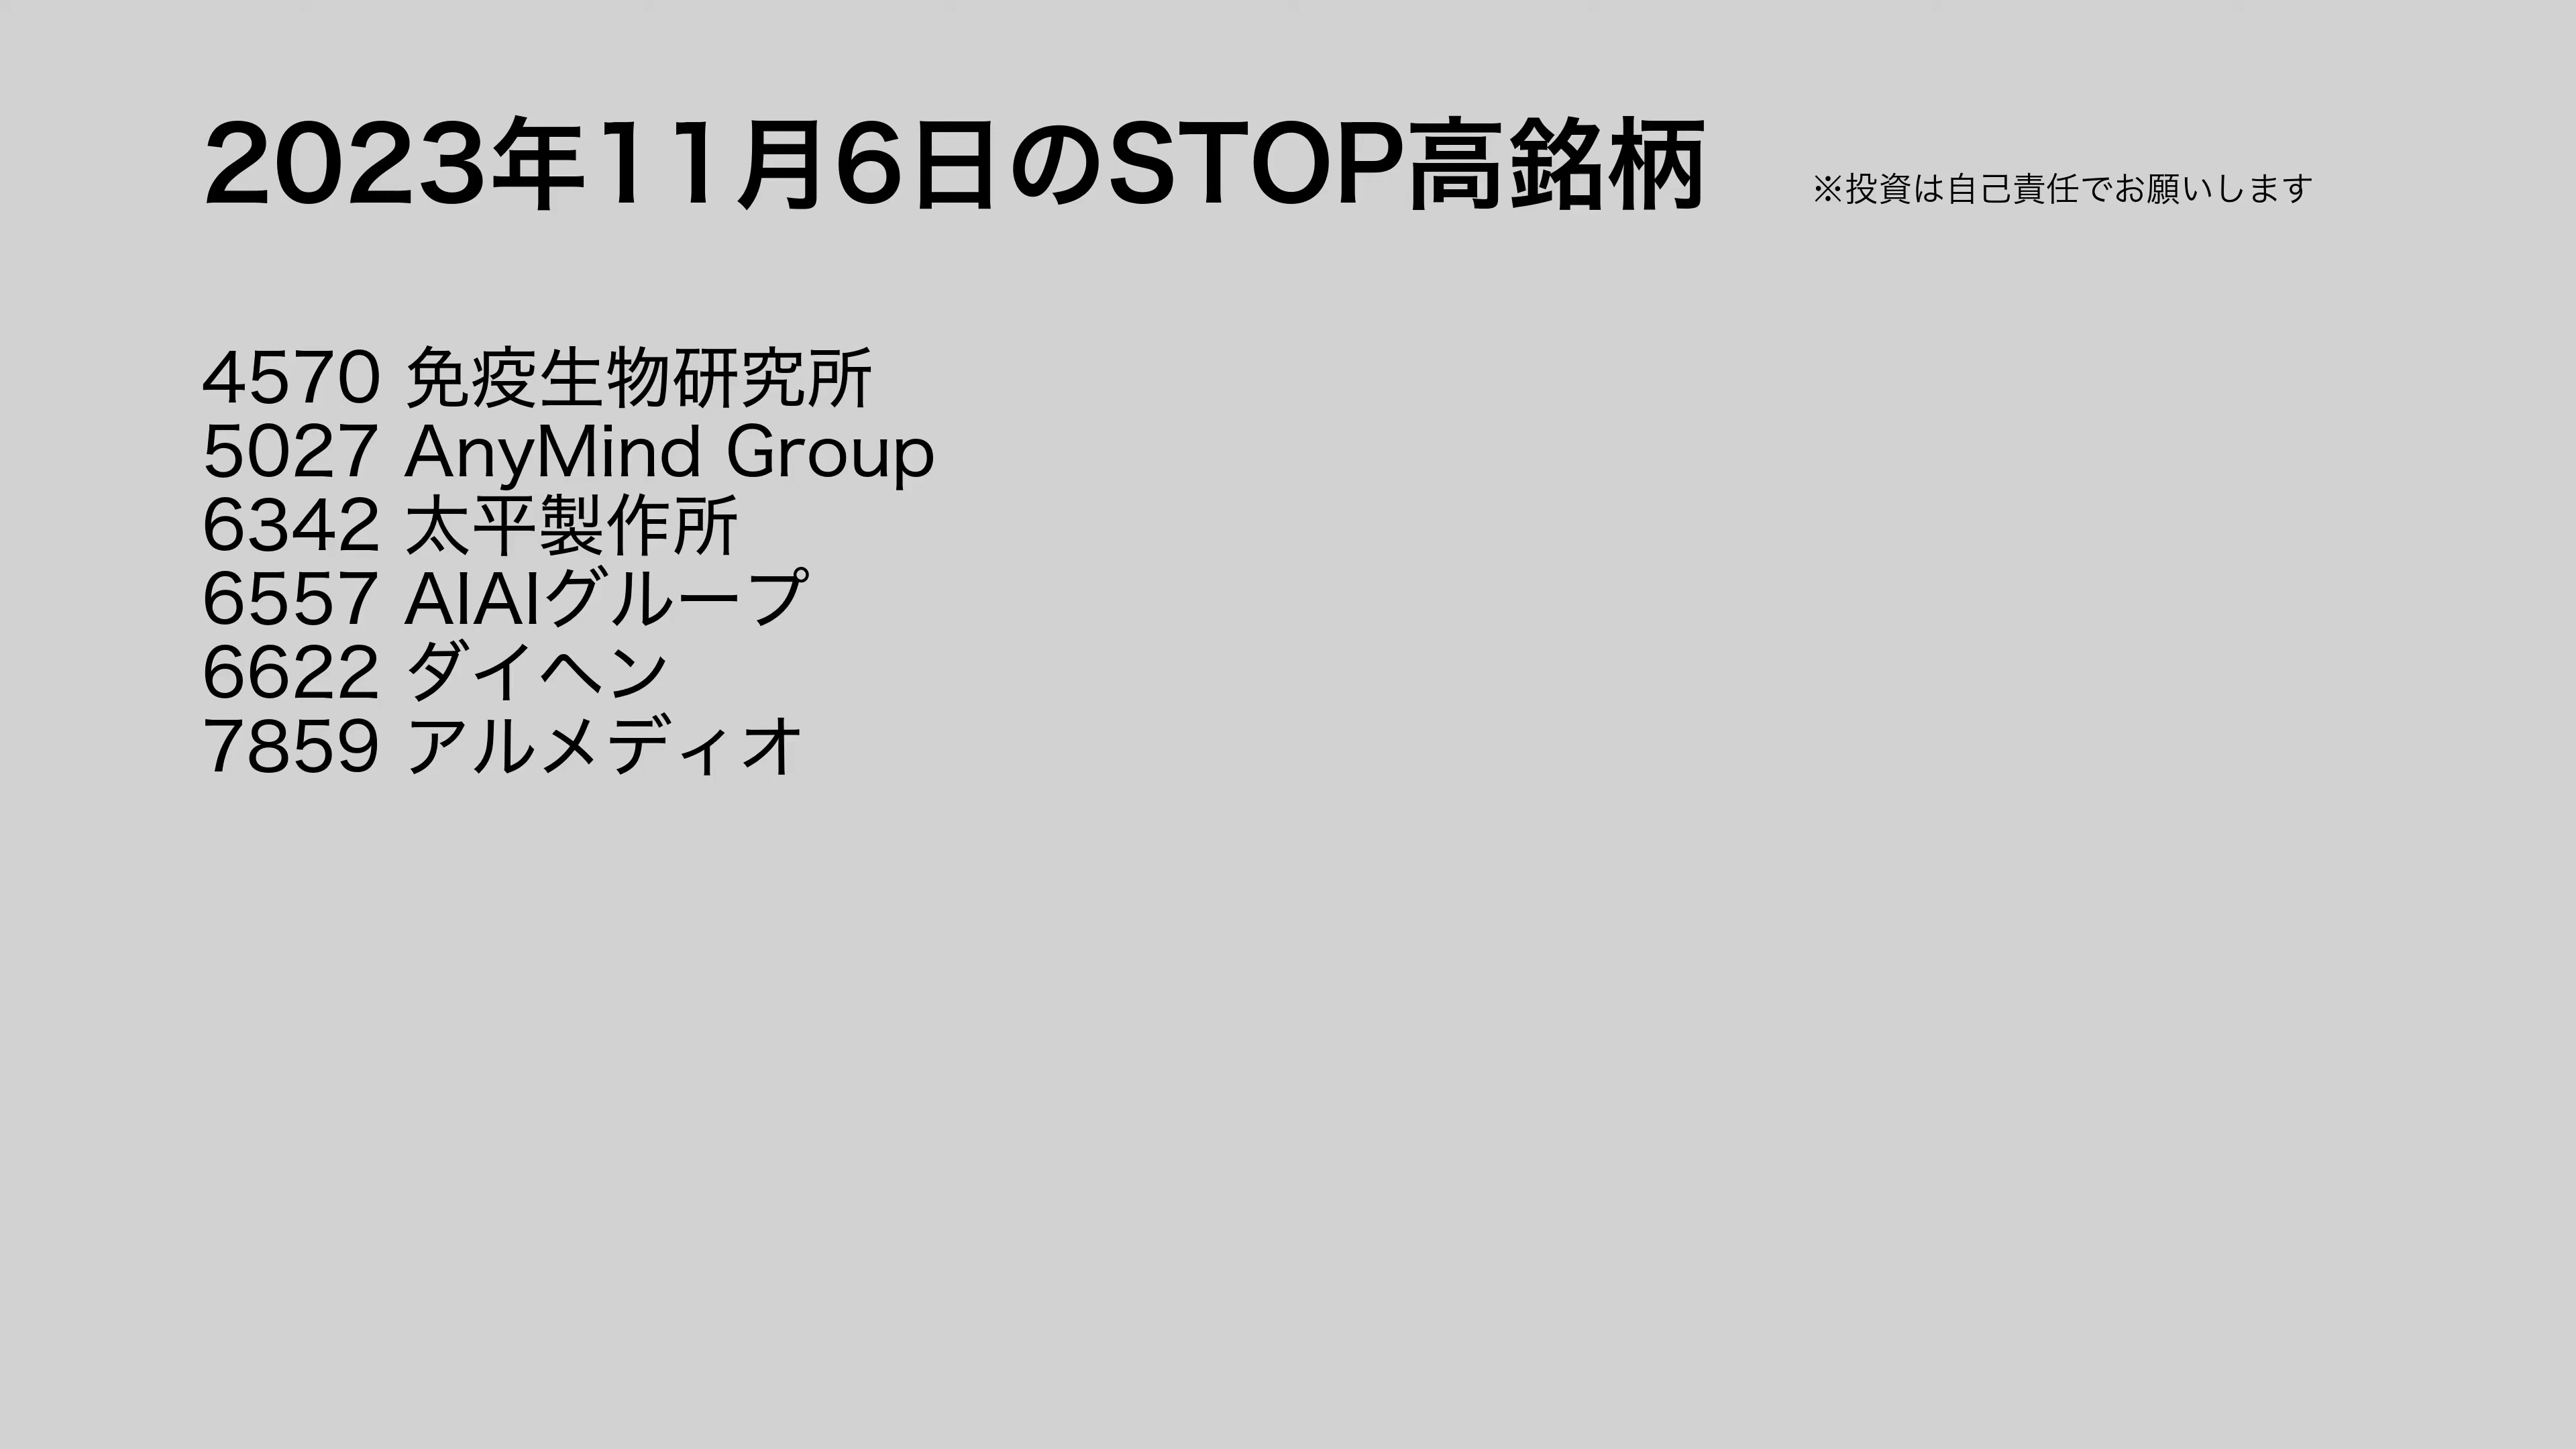 2023年11月6日のSTOP高銘柄
※投資は自己責任でお願いします
4570 免疫生物研究所
5027 AnyMind Group
6342 太平製作所
6557 AIAIグループ
6622 ダイヘン
7859 アルメディオ